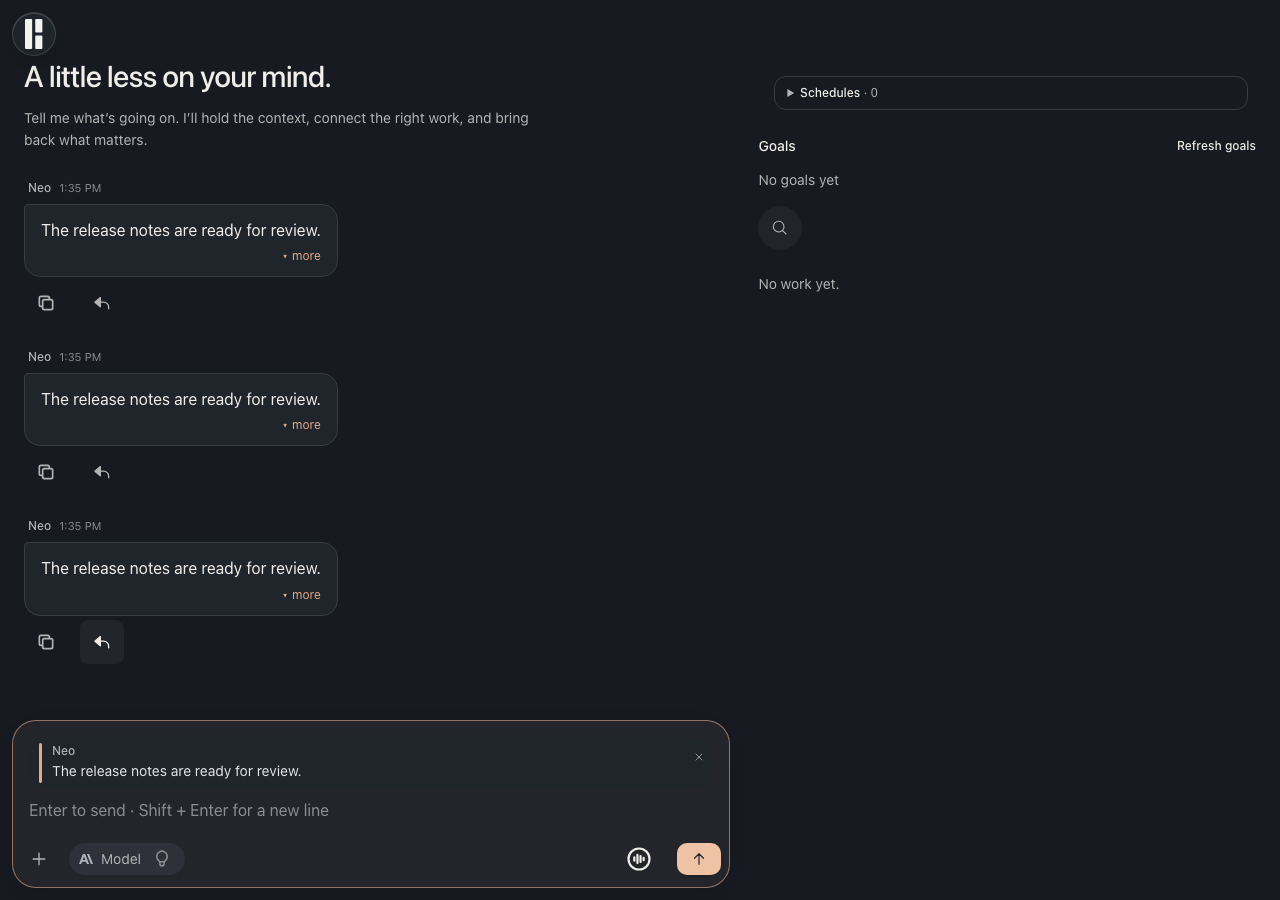 A little less on your mind.
Tell me what’s going on. I’ll hold the context, connect the right work, and bring
back what matters.
Neo 1:35 PM
The release notes are ready for review.
▾ more
Neo 1:35 PM
The release notes are ready for review.
▾ more
Neo 1:35 PM
The release notes are ready for review.
▾ more
Neo
The release notes are ready for review.
Enter to send · Shift + Enter for a new line
A\ Model
▶ Schedules · 0
Goals
Refresh goals
No goals yet
No work yet.